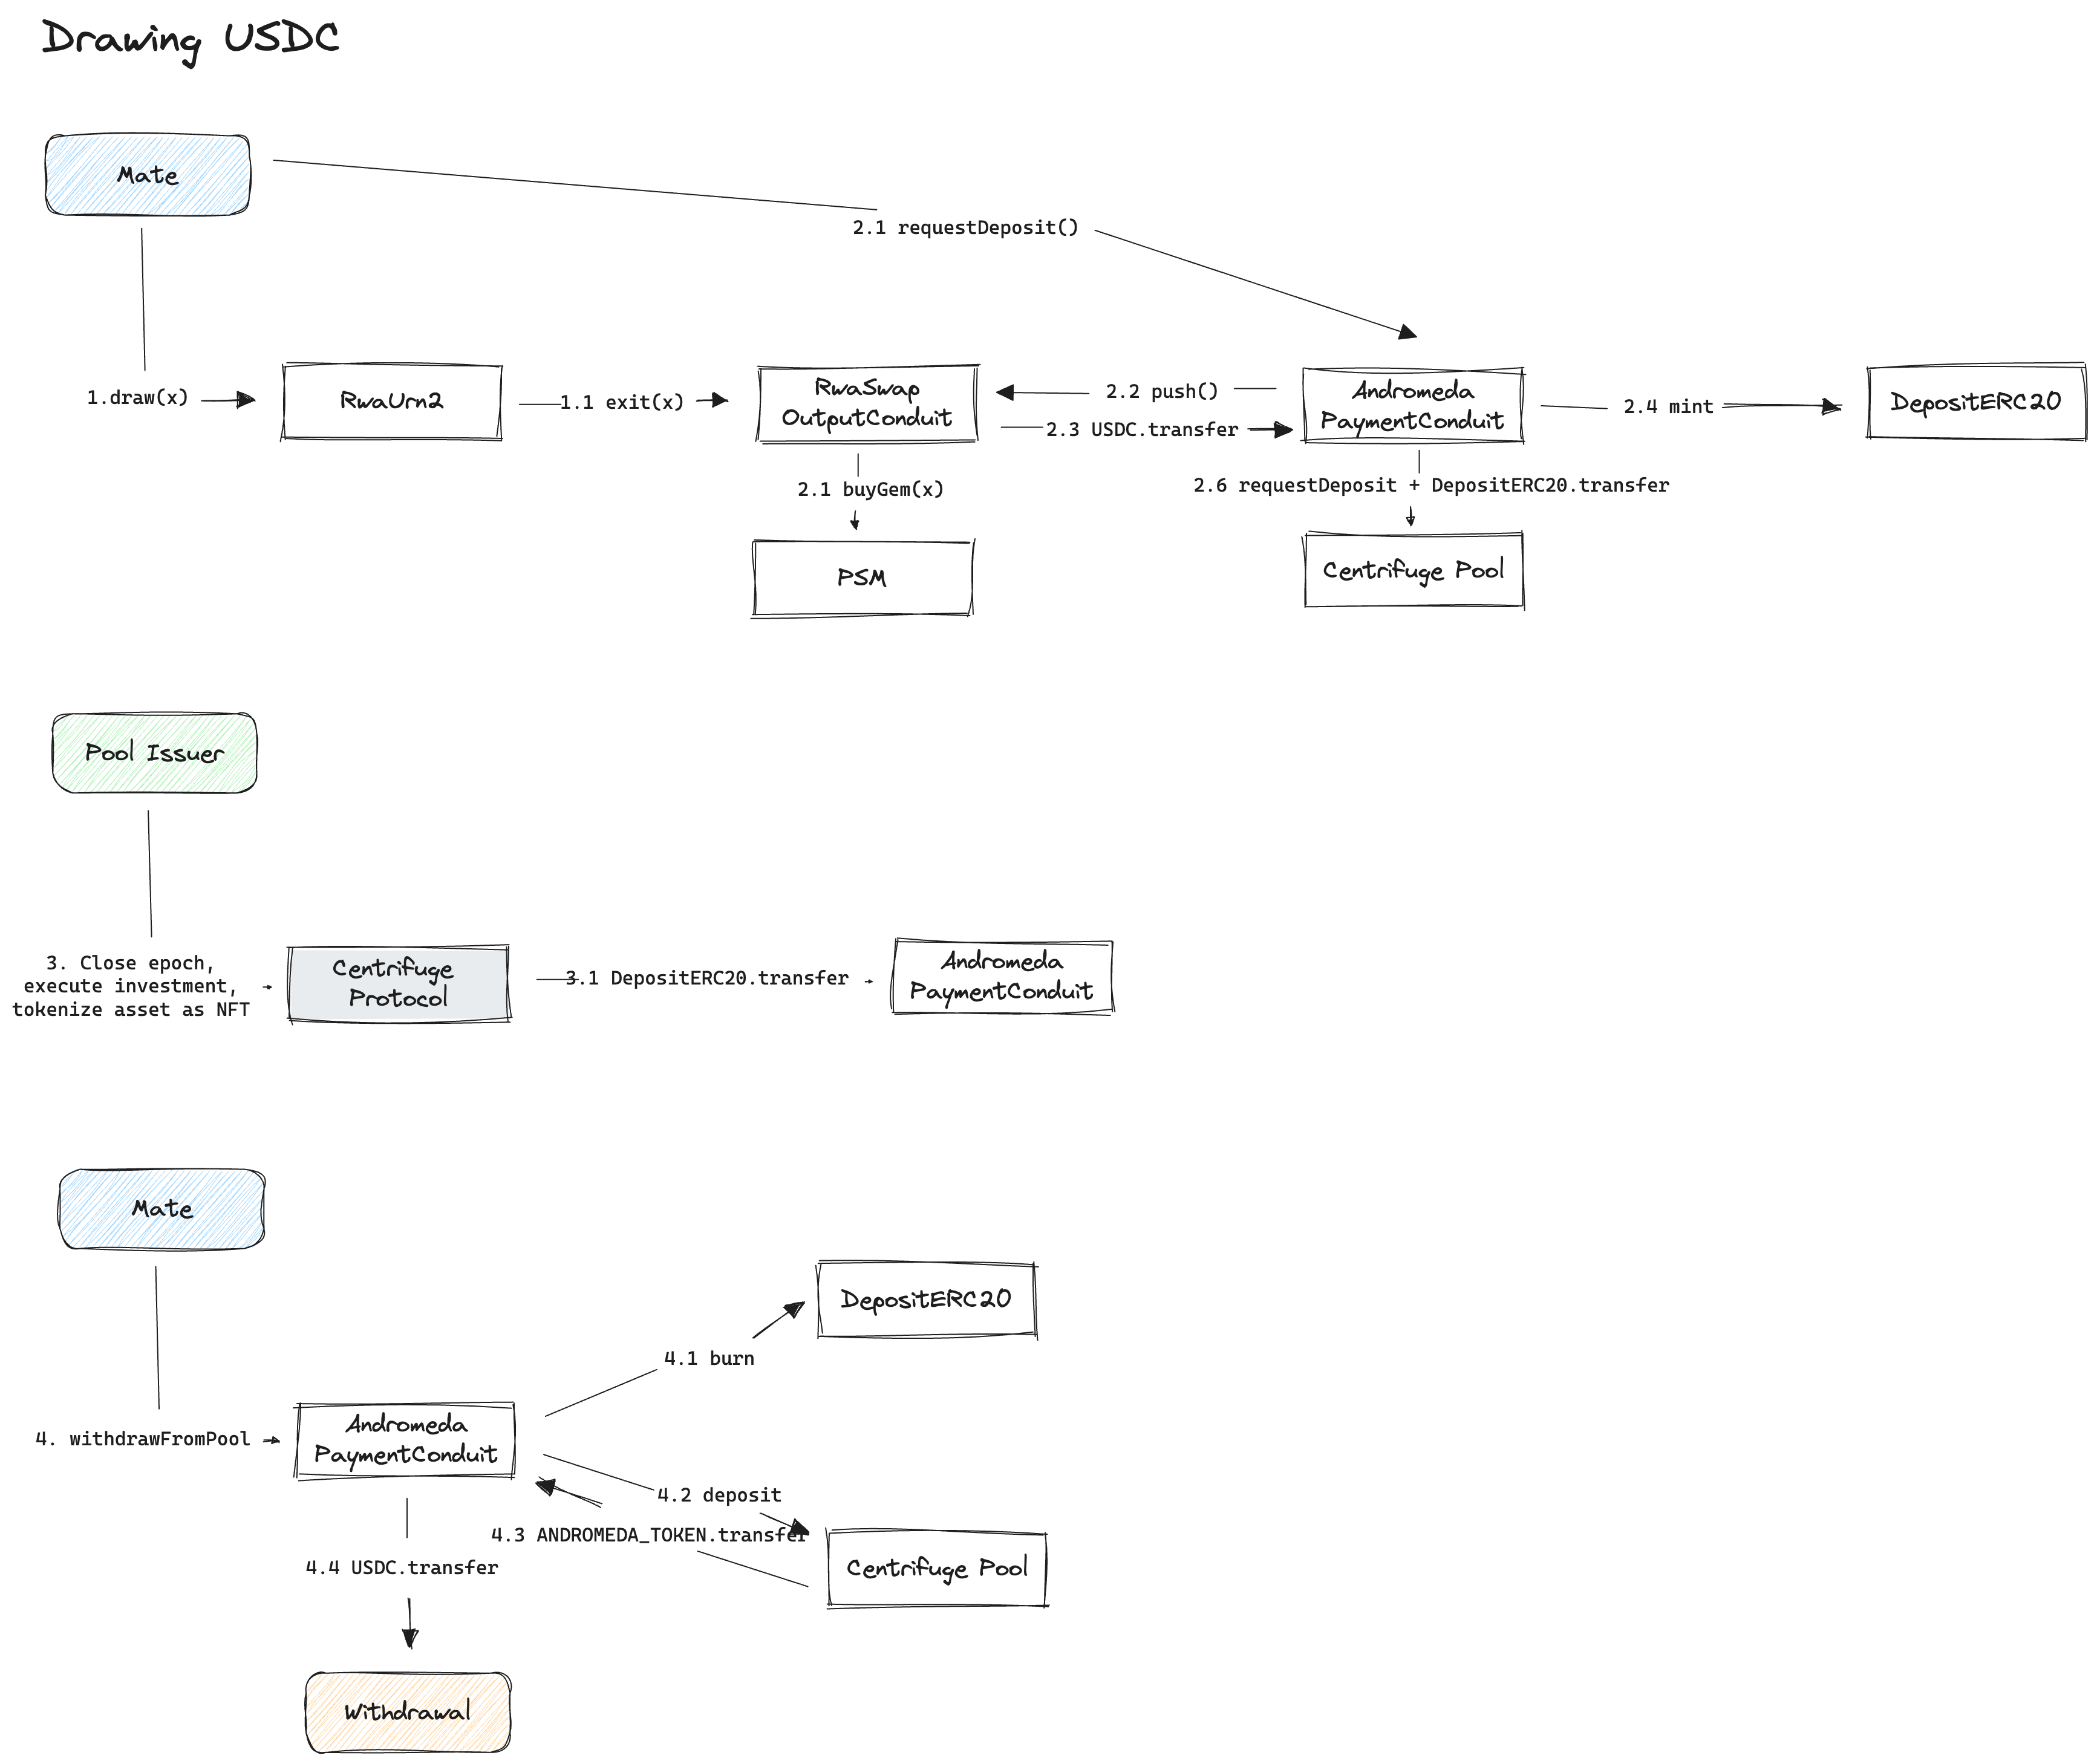 Drawing USDC
Mate
2.1 requestDeposit()
1.draw(x)
RwaUrn2
1.1 exit(x)
RwaSwap
OutputConduit
2.2 push()
2.3 USDC.transfer
Andromeda
PaymentConduit
2.4 mint
DepositERC20
2.1 buyGem(x)
2.6 requestDeposit + DepositERC20.transfer
PSM
Centrifuge Pool
Pool Issuer
3. Close epoch,
execute investment,
tokenize asset as NFT
Centrifuge
Protocol
3.1 DepositERC20.transfer
Andromeda
PaymentConduit
Mate
DepositERC20
4.1 burn
4. withdrawFromPool
Andromeda
PaymentConduit
4.2 deposit
4.3 ANDROMEDA_TOKEN.transfer
4.4 USDC.transfer
Centrifuge Pool
Withdrawal